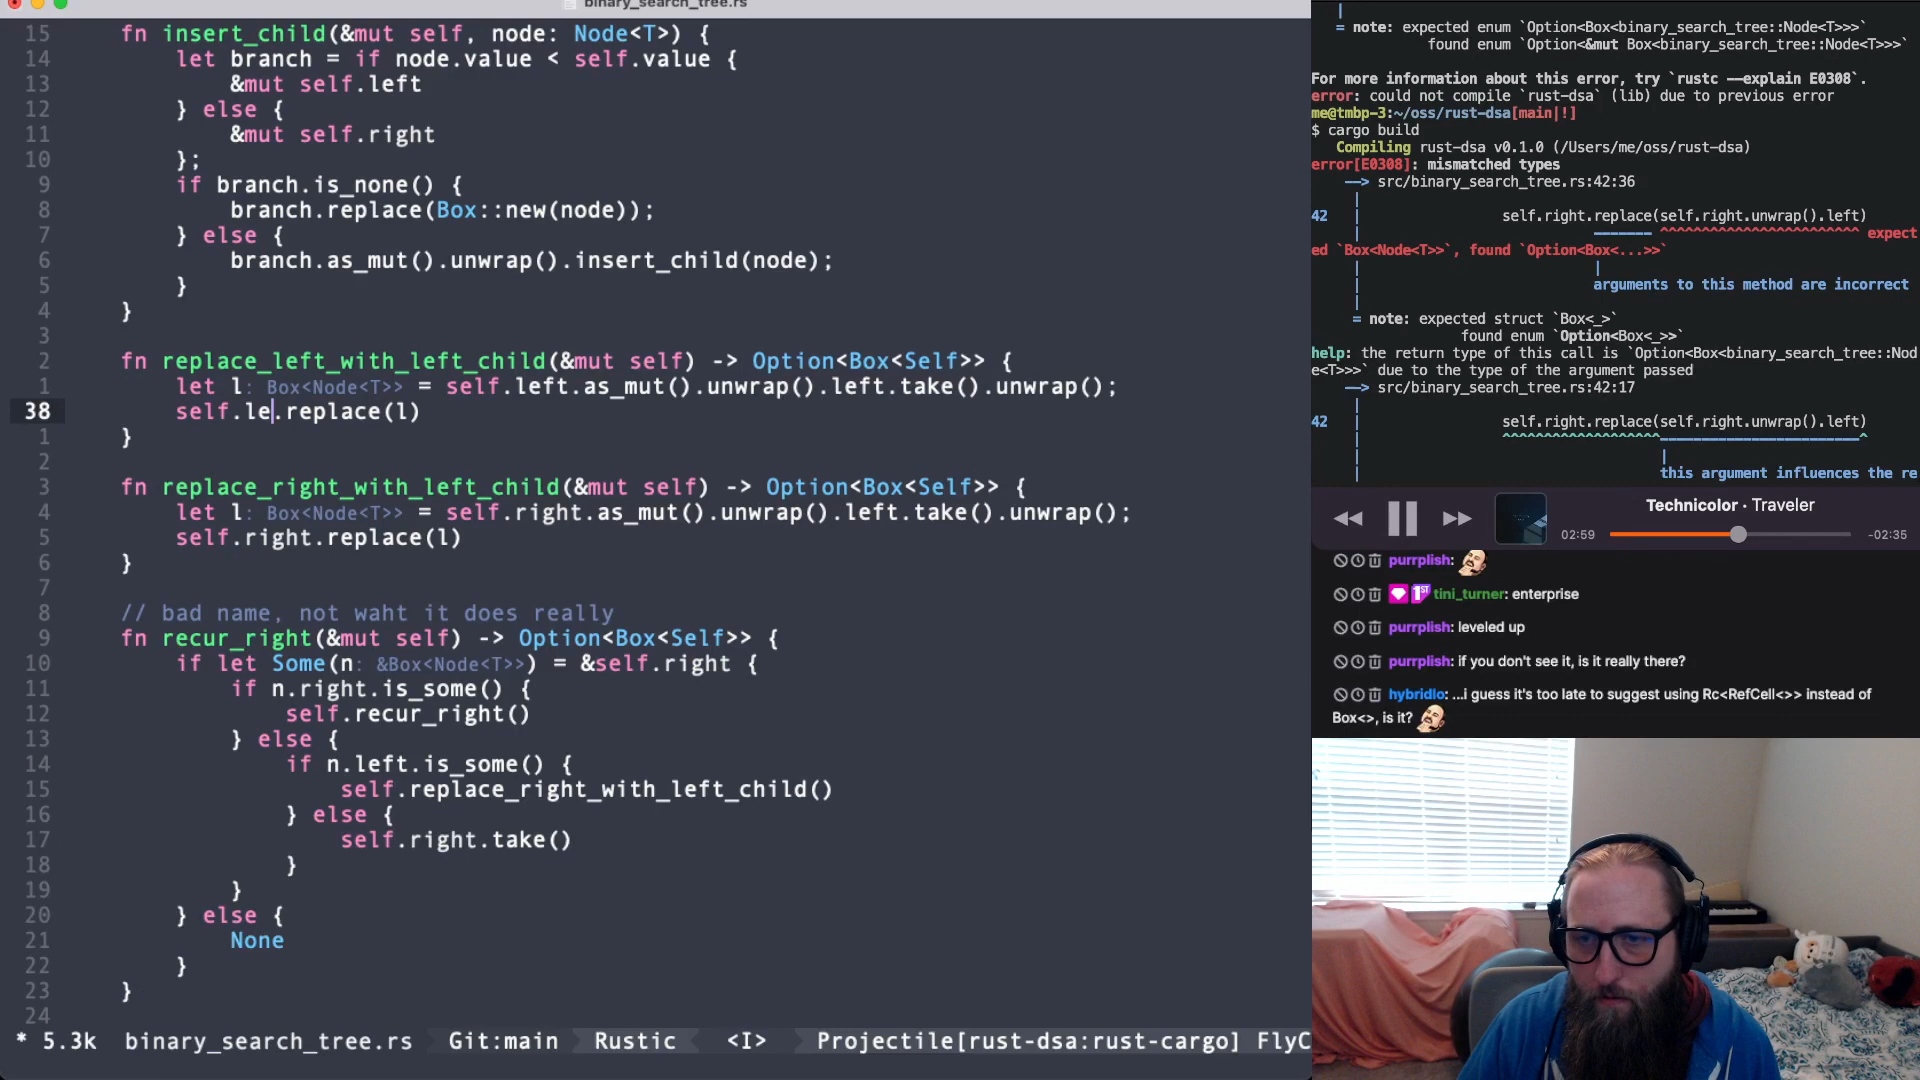 binary_search_tree.rs
15 fn insert_child(&mut self, node: Node<T>) {
14 let branch = if node.value < self.value {
13 &mut self.left
12 } else {
11 &mut self.right
10 };
9 if branch.is_none() {
8 branch.replace(Box::new(node));
7 } else {
6 branch.as_mut().unwrap().insert_child(node);
5 }
4 }
3
2 fn replace_left_with_left_child(&mut self) -> Option<Box<Self>> {
1 let l: Box<Node<T>> = self.left.as_mut().unwrap().left.take().unwrap();
38 self.le.replace(l)
1 }
2
3 fn replace_right_with_left_child(&mut self) -> Option<Box<Self>> {
4 let l: Box<Node<T>> = self.right.as_mut().unwrap().left.take().unwrap();
5 self.right.replace(l)
6 }
7
8 // bad name, not waht it does really
9 fn recur_right(&mut self) -> Option<Box<Self>> {
10 if let Some(n: &Box<Node<T>>) = &self.right {
11 if n.right.is_some() {
12 self.recur_right()
13 } else {
14 if n.left.is_some() {
15 self.replace_right_with_left_child()
16 } else {
17 self.right.take()
18 }
19 }
20 } else {
21 None
22 }
23 }
24
* 5.3k binary_search_tree.rs Git:main Rustic <I> Projectile[rust-dsa:rust-cargo] FlyC
|
= note: expected enum `Option<Box<binary_search_tree::Node<T>>>`
found enum `Option<&mut Box<binary_search_tree::Node<T>>>`
For more information about this error, try `rustc --explain E0308`.
error: could not compile `rust-dsa` (lib) due to previous error
me@tmbp-3:~/oss/rust-dsa[main|!]
$ cargo build
Compiling rust-dsa v0.1.0 (/Users/me/oss/rust-dsa)
error[E0308]: mismatched types
--> src/binary_search_tree.rs:42:36
|
42 | self.right.replace(self.right.unwrap().left)
| ------- ^^^^^^^^^^^^^^^^^^^^^^^^ expect
ed `Box<Node<T>>`, found `Option<Box<...>>`
| |
| arguments to this method are incorrect
|
= note: expected struct `Box<_>`
found enum `Option<Box<_>>`
help: the return type of this call is `Option<Box<binary_search_tree::Nod
e<T>>>` due to the type of the argument passed
--> src/binary_search_tree.rs:42:17
|
42 | self.right.replace(self.right.unwrap().left)
| ^^^^^^^^^^^^^^^^^^^------------------------^
| |
| this argument influences the re
Technicolor · Traveler
02:59 -02:35
purrplish:
1ST tini_turner: enterprise
purrplish: leveled up
purrplish: if you don't see it, is it really there?
hybridlo: ...i guess it's too late to suggest using Rc<RefCell<>> instead of
Box<>, is it?